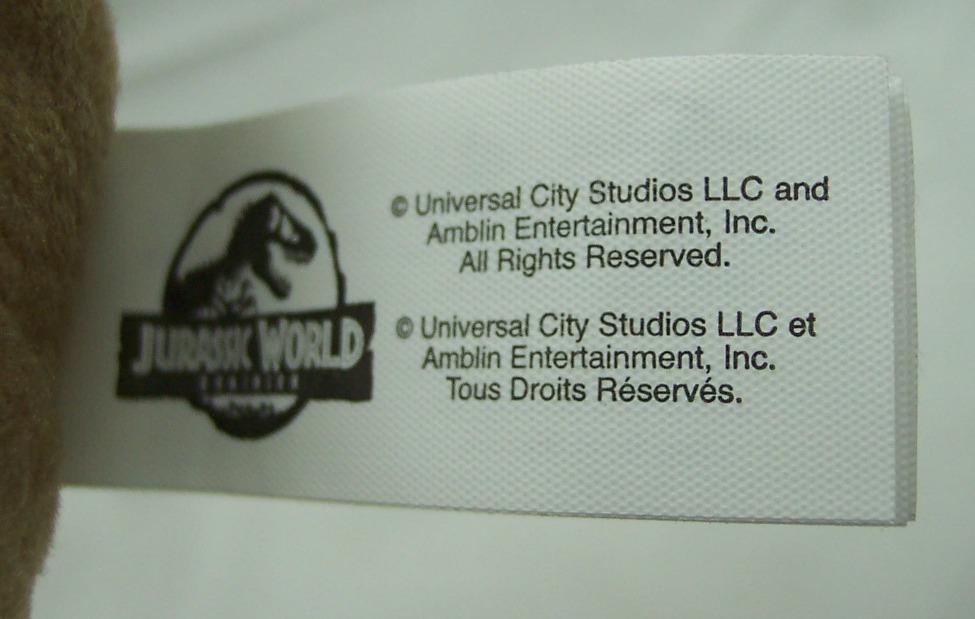 JURASSIC WORLD
DOMINION
© Universal City Studios LLC and
Amblin Entertainment, Inc.
All Rights Reserved.
© Universal City Studios LLC et
Amblin Entertainment, Inc.
Tous Droits Réservés.